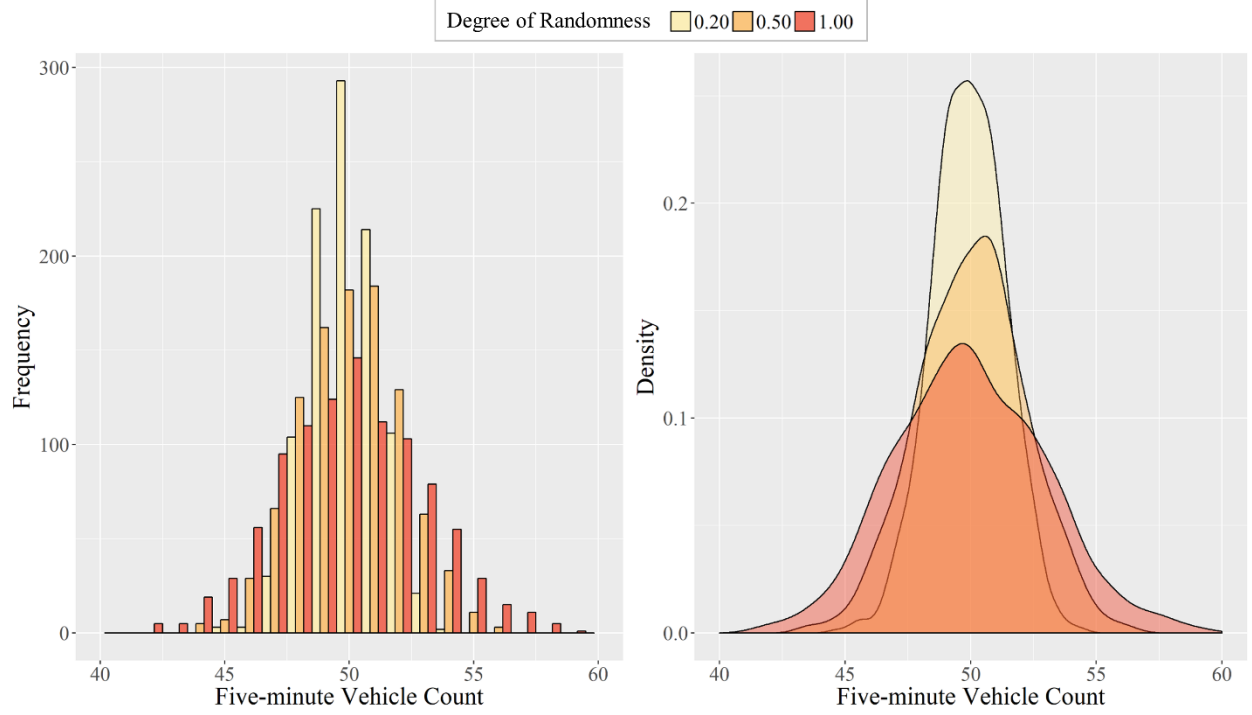 Degree of Randomness 0.20 0.50 1.00
300
200
100
0
Frequency
40 45 50 55 60
Five-minute Vehicle Count
0.2
0.1
0.0
Density
40 45 50 55 60
Five-minute Vehicle Count